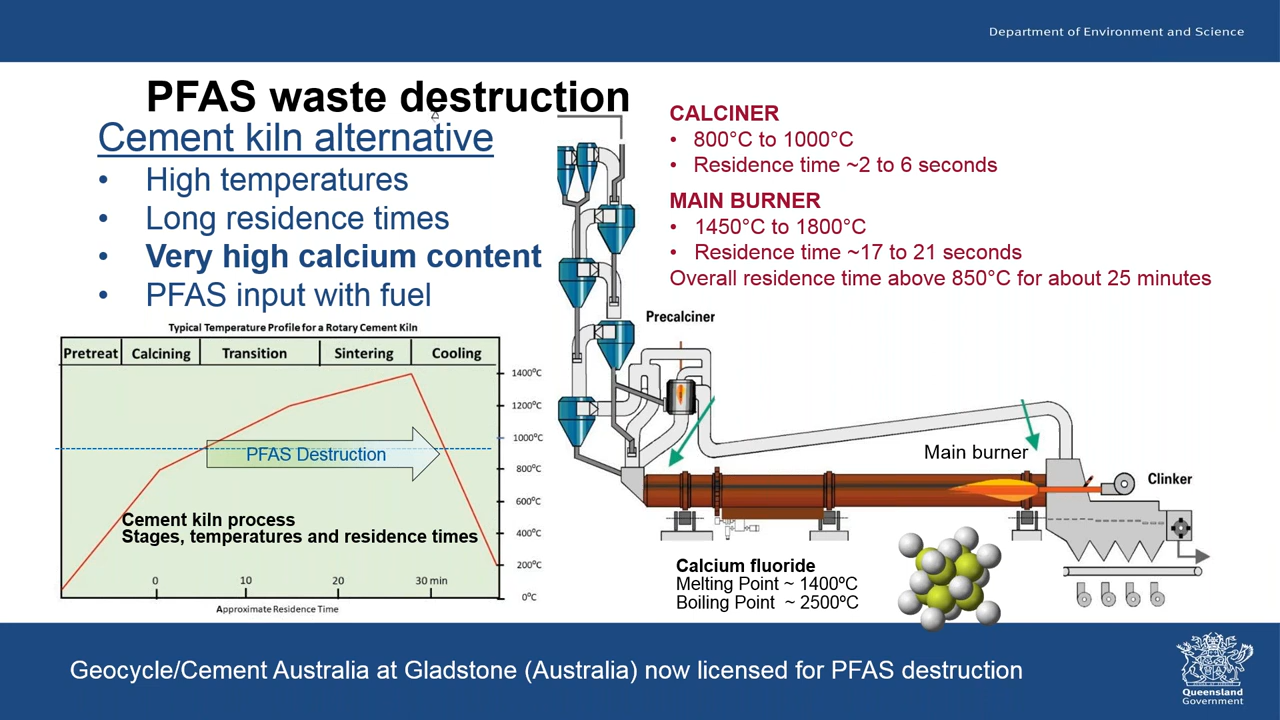 Department of Environment and Science
PFAS waste destruction
Cement kiln alternative
• High temperatures
• Long residence times
• Very high calcium content
• PFAS input with fuel
CALCINER
• 800°C to 1000°C
• Residence time ~2 to 6 seconds
MAIN BURNER
• 1450°C to 1800°C
• Residence time ~17 to 21 seconds
Overall residence time above 850°C for about 25 minutes
Typical Temperature Profile for a Rotary Cement Kiln
Pretreat Calcining Transition Sintering Cooling
1400°C
1200°C
1000°C
800°C
600°C
400°C
200°C
0°C
PFAS Destruction
Cement kiln process
Stages, temperatures and residence times
0 10 20 30 min
Approximate Residence Time
Precalciner
Main burner
Clinker
Calcium fluoride
Melting Point ~ 1400ºC
Boiling Point ~ 2500ºC
Geocycle/Cement Australia at Gladstone (Australia) now licensed for PFAS destruction
Queensland
Government